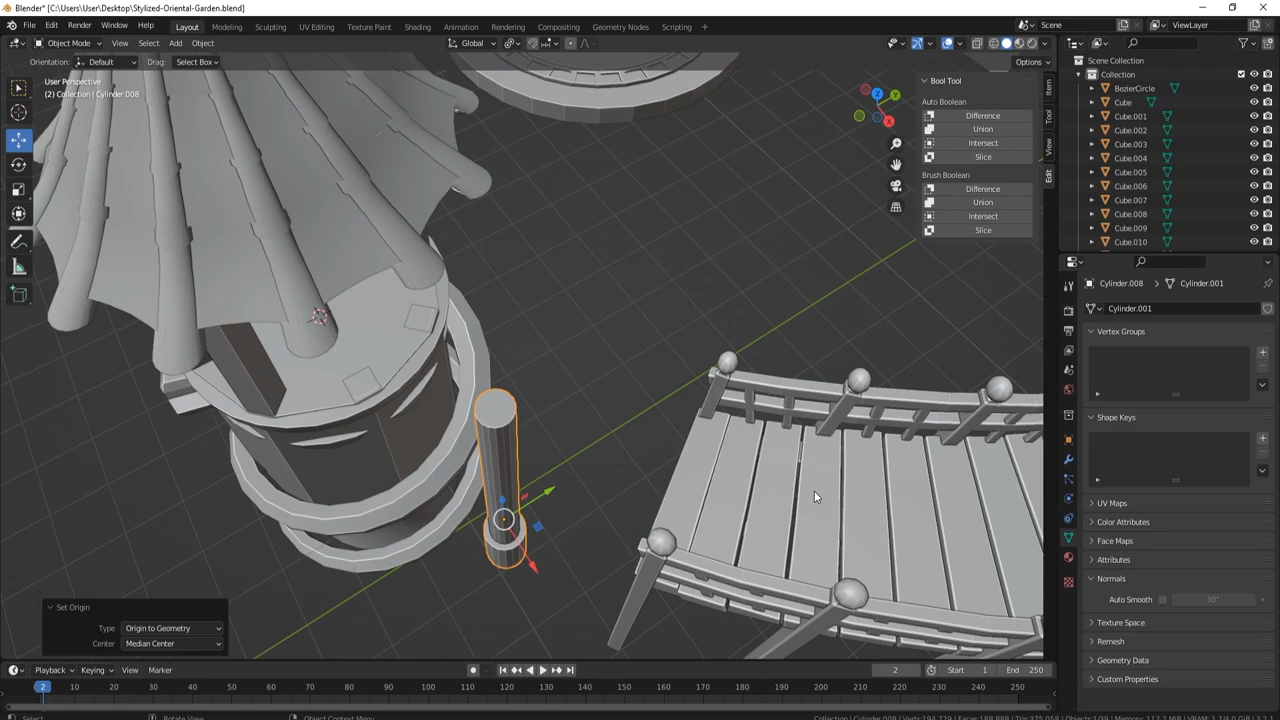 Blender* [C:\Users\User\Desktop\Stylized-Oriental-Garden.blend]
File Edit Render Window Help Layout Modeling Sculpting UV Editing Texture Paint Shading Animation Rendering Compositing Geometry Nodes Scripting + Scene ViewLayer
Object Mode View Select Add Object Global
Orientation: Default Drag: Select Box Options
User Perspective
(2) Collection | Cylinder.008
Z
Y
X
Bool Tool
Auto Boolean
Difference
Union
Intersect
Slice
Brush Boolean
Difference
Union
Intersect
Slice
Item
Tool
View
Edit
Scene Collection
Collection
BezierCircle
Cube
Cube.001
Cube.002
Cube.003
Cube.004
Cube.005
Cube.006
Cube.007
Cube.008
Cube.009
Cube.010
Cylinder.008 Cylinder.001
Cylinder.001
Vertex Groups
Shape Keys
UV Maps
Color Attributes
Face Maps
Attributes
Normals
Auto Smooth 30°
Texture Space
Remesh
Geometry Data
Custom Properties
Set Origin
Type Origin to Geometry
Center Median Center
Playback Keying View Marker 2 Start 1 End 250
2 10 20 30 40 50 60 70 80 90 100 110 120 130 140 150 160 170 180 190 200 210 220 230 240 250